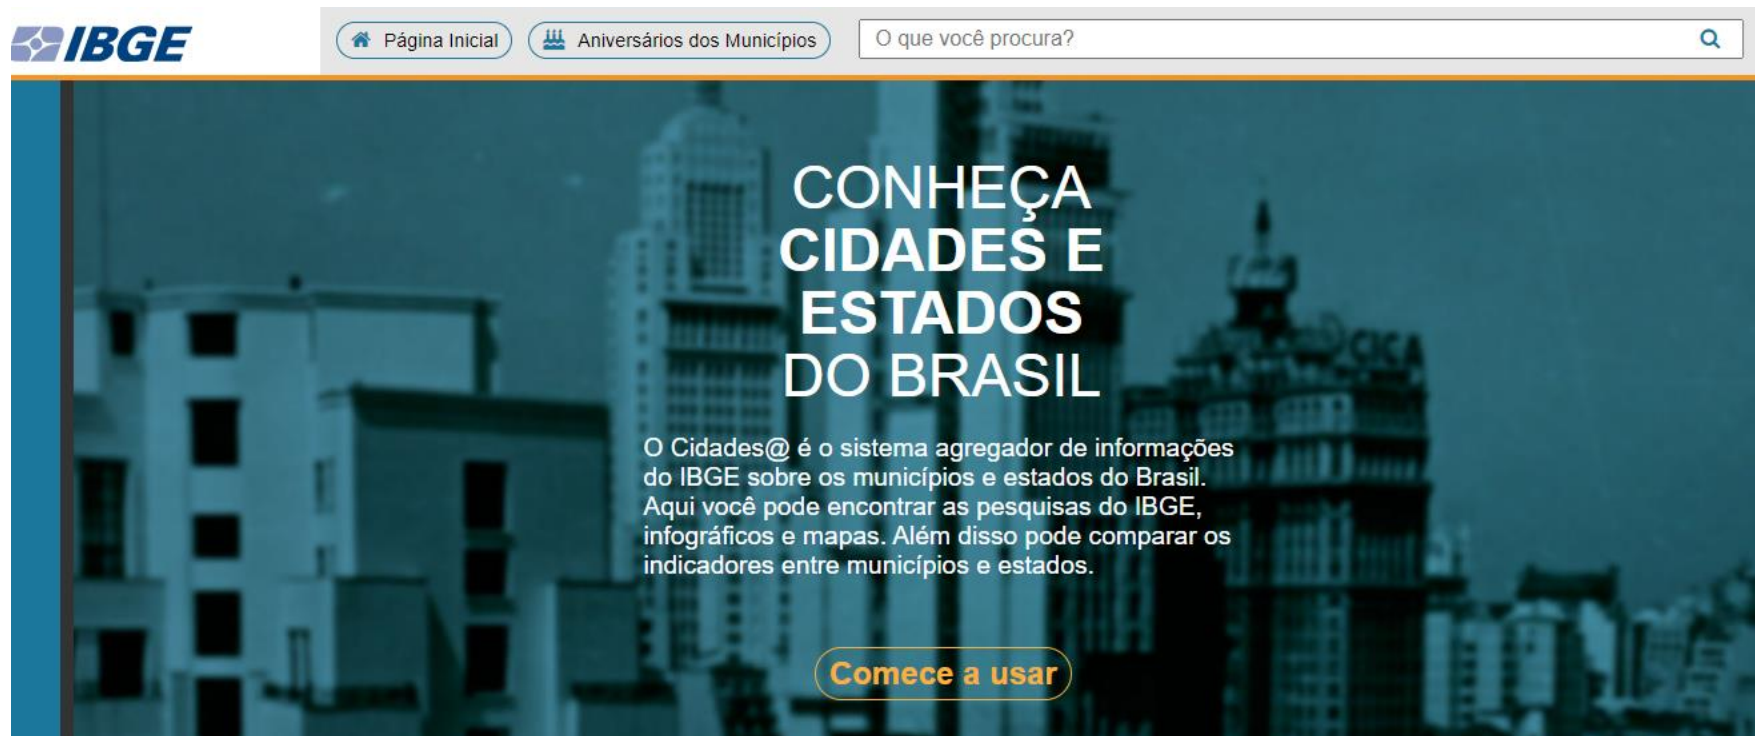 IBGE
Página Inicial
Aniversários dos Municípios
O que você procura?
CONHEÇA
CIDADES E
ESTADOS
DO BRASIL
CICA
O Cidades@ é o sistema agregador de informações
do IBGE sobre os municípios e estados do Brasil.
Aqui você pode encontrar as pesquisas do IBGE,
infográficos e mapas. Além disso pode comparar os
indicadores entre municípios e estados.
Comece a usar